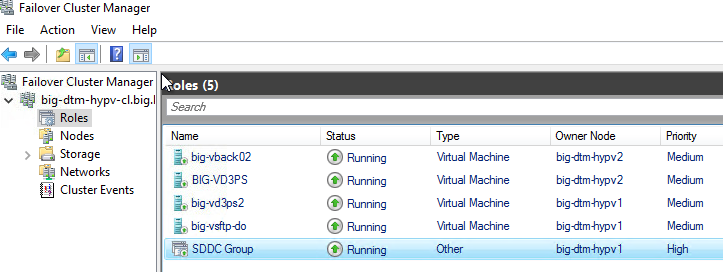 Failover Cluster Manager
File Action View Help
Failover Cluster Manager
big-dtm-hypv-cl.big.l
Roles
Nodes
Storage
Networks
Cluster Events
Roles (5)
Search
Name Status Type Owner Node Priority
big-vback02 Running Virtual Machine big-dtm-hypv2 Medium
BIG-VD3PS Running Virtual Machine big-dtm-hypv2 Medium
big-vd3ps2 Running Virtual Machine big-dtm-hypv1 Medium
big-vsftp-do Running Virtual Machine big-dtm-hypv1 Medium
SDDC Group Running Other big-dtm-hypv1 High